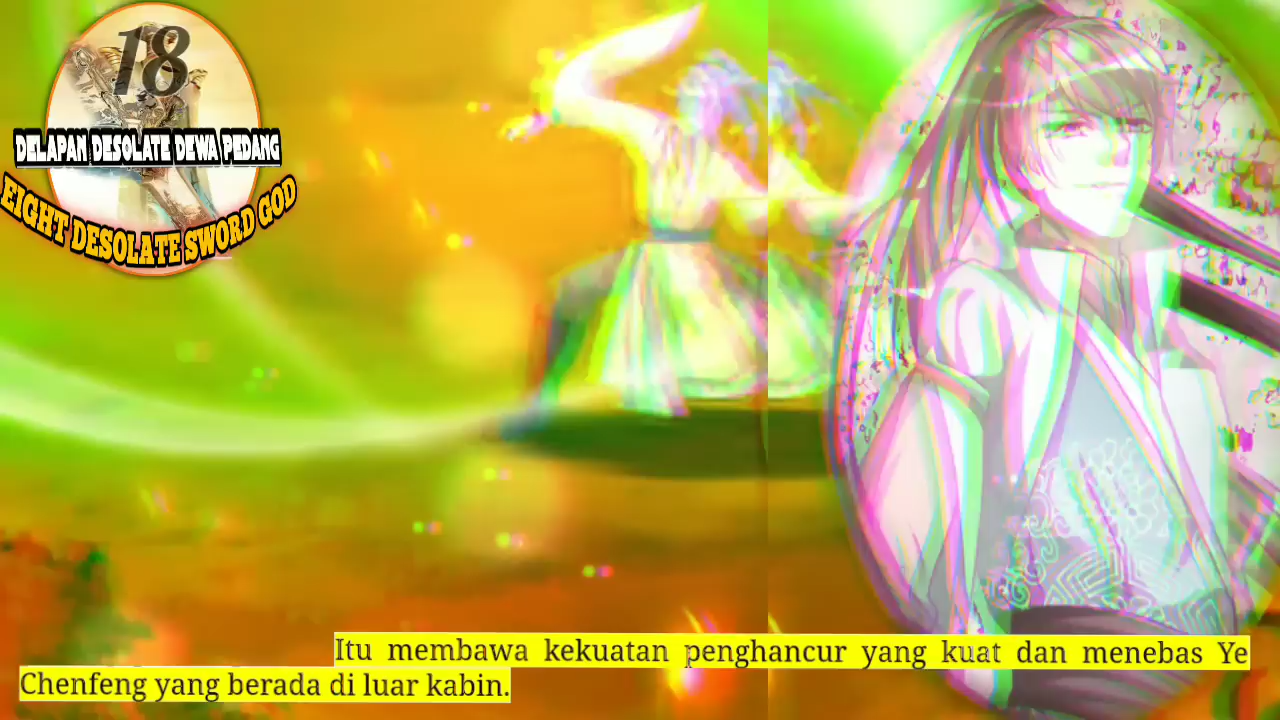 18
DELAPAN DESOLATE DEWA PEDANG
EIGHT DESOLATE SWORD GOD
Itu membawa kekuatan penghancur yang kuat dan menebas Ye
Chenfeng yang berada di luar kabin.